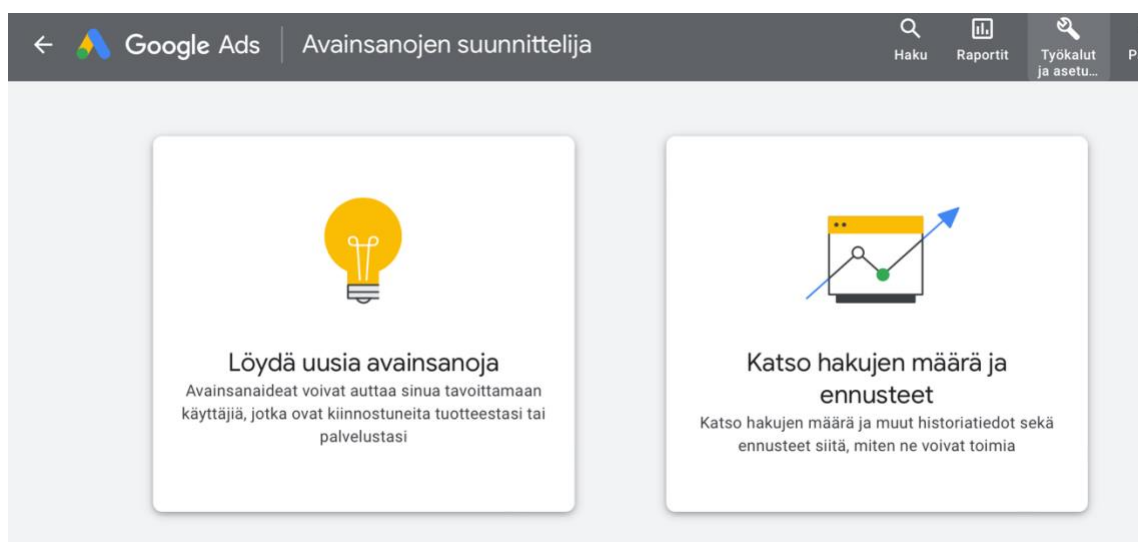 Google Ads Avainsanojen suunnittelija
Haku
Raportit
Työkalut
ja asetu...
Löydä uusia avainsanoja
Avainsanaideat voivat auttaa sinua tavoittamaan
käyttäjiä, jotka ovat kiinnostuneita tuotteestasi tai
palvelustasi
Katso hakujen määrä ja
ennusteet
Katso hakujen määrä ja muut historiatiedot sekä
ennusteet siitä, miten ne voivat toimia